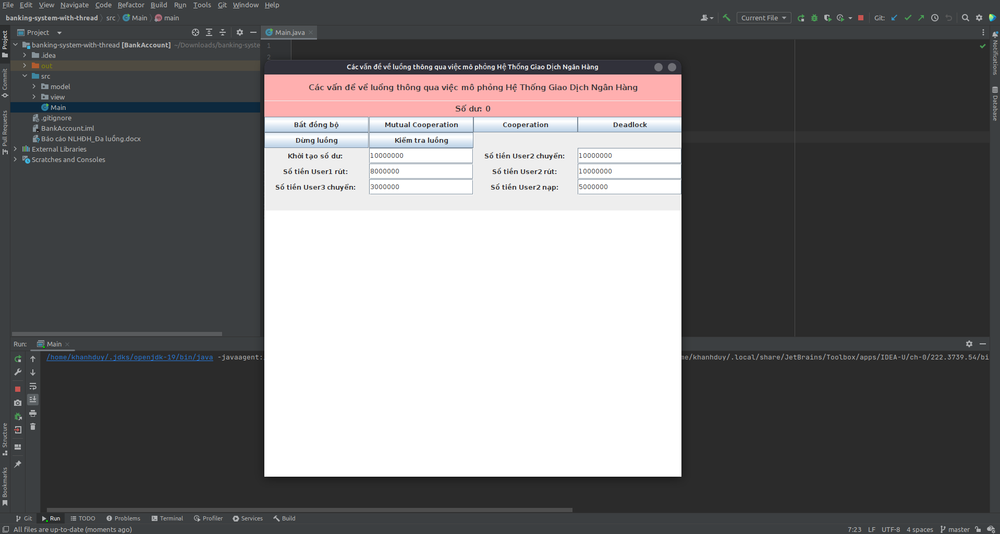 File Edit View Navigate Code Refactor Build Run Tools Git Window Help
banking-system-with-thread src Main main
Current File Git:
Project
Main.java
banking-system-with-thread [BankAccount] ~/Downloads/banking-syste
.idea
out
src
model
view
Main
.gitignore
BankAccount.iml
Báo cáo NLHĐH_Đa luồng.docx
External Libraries
Scratches and Consoles
1
2
Project
Commit
Pull Requests
Structure
Bookmarks
Notifications
Database
Các vấn đề về luồng thông qua việc mô phỏng Hệ Thống Giao Dịch Ngân Hàng
Các vấn đề về luồng thông qua việc mô phỏng Hệ Thống Giao Dịch Ngân Hàng
Số dư: 0
Bất đồng bộ Mutual Cooperation Cooperation Deadlock
Dừng luồng Kiểm tra luồng
Khởi tạo số dư: 10000000 Số tiền User2 chuyển: 10000000
Số tiền User1 rút: 8000000 Số tiền User2 rút: 10000000
Số tiền User3 chuyển: 3000000 Số tiền User2 nạp: 5000000
Run: Main
/home/khanhduy/.jdks/openjdk-19/bin/java -javaagent: me/khanhduy/.local/share/JetBrains/Toolbox/apps/IDEA-U/ch-0/222.3739.54/bi
Git Run TODO Problems Terminal Profiler Services Build
All files are up-to-date (moments ago) 7:23 LF UTF-8 4 spaces master